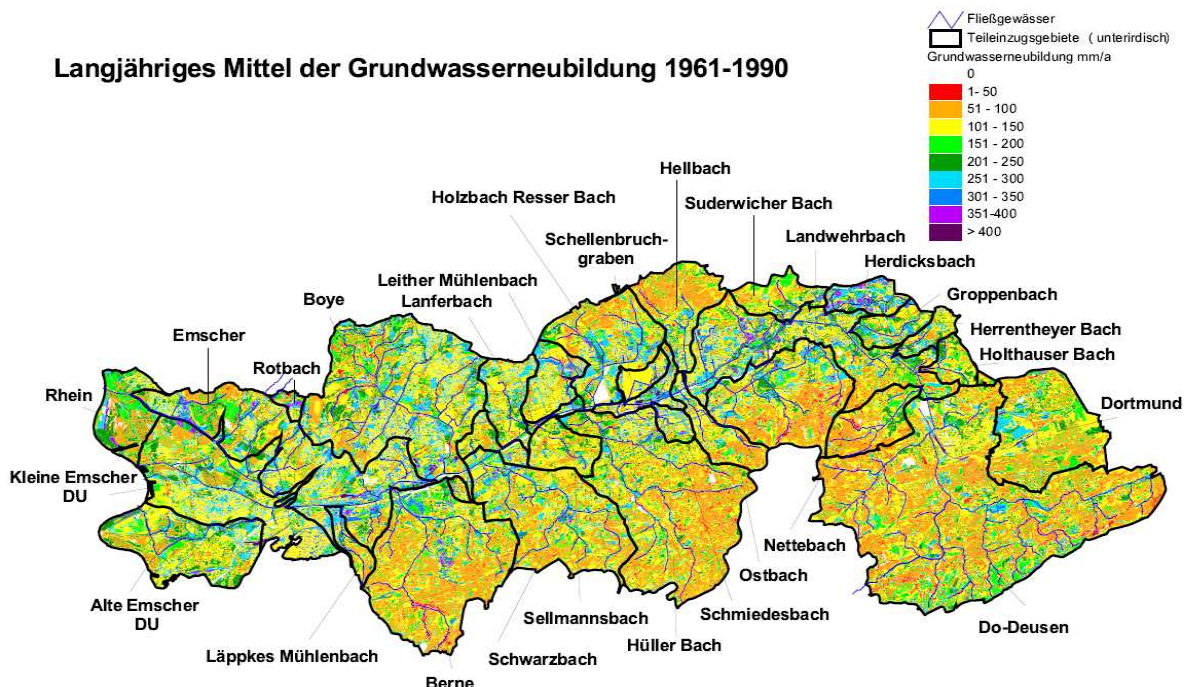 Fließgewässer
Teileinzugsgebiete ( unterirdisch)
Grundwasserneubildung mm/a
0
1- 50
51 - 100
101 - 150
151 - 200
201 - 250
251 - 300
301 - 350
351-400
> 400
Langjähriges Mittel der Grundwasserneubildung 1961-1990
Hellbach
Holzbach Resser Bach
Suderwicher Bach
Schellenbruch-
graben
Landwehrbach
Herdicksbach
Leither Mühlenbach
Lanferbach
Groppenbach
Boye
Herrentheyer Bach
Emscher
Holthauser Bach
Rotbach
Rhein
Dortmund
Kleine Emscher
DU
Nettebach
Ostbach
Alte Emscher
DU
Sellmannsbach
Schmiedesbach
Do-Deusen
Hüller Bach
Läppkes Mühlenbach
Schwarzbach
Berne